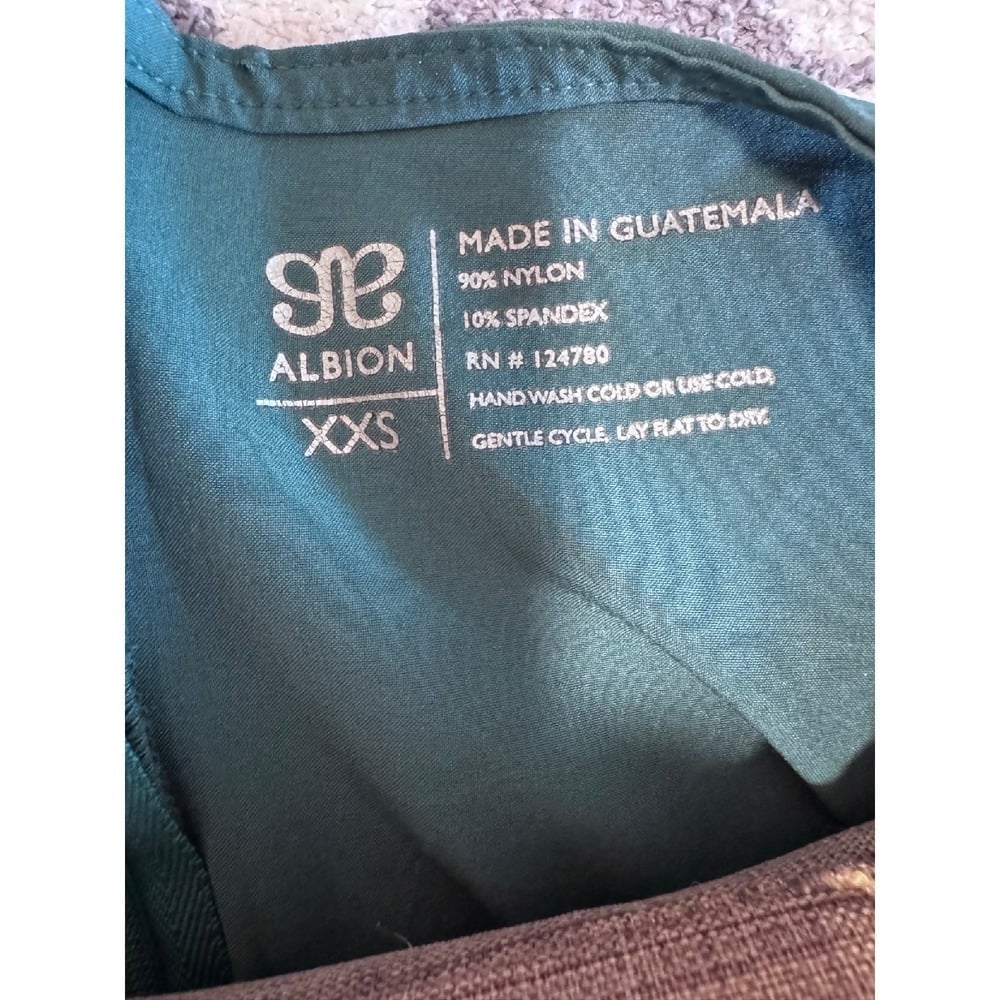 ALBION
XXS
MADE IN GUATEMALA
90% NYLON
10% SPANDEX
RN # 124780
HAND WASH COLD OR USE COLD,
GENTLE CYCLE, LAY FLAT TO DRY.